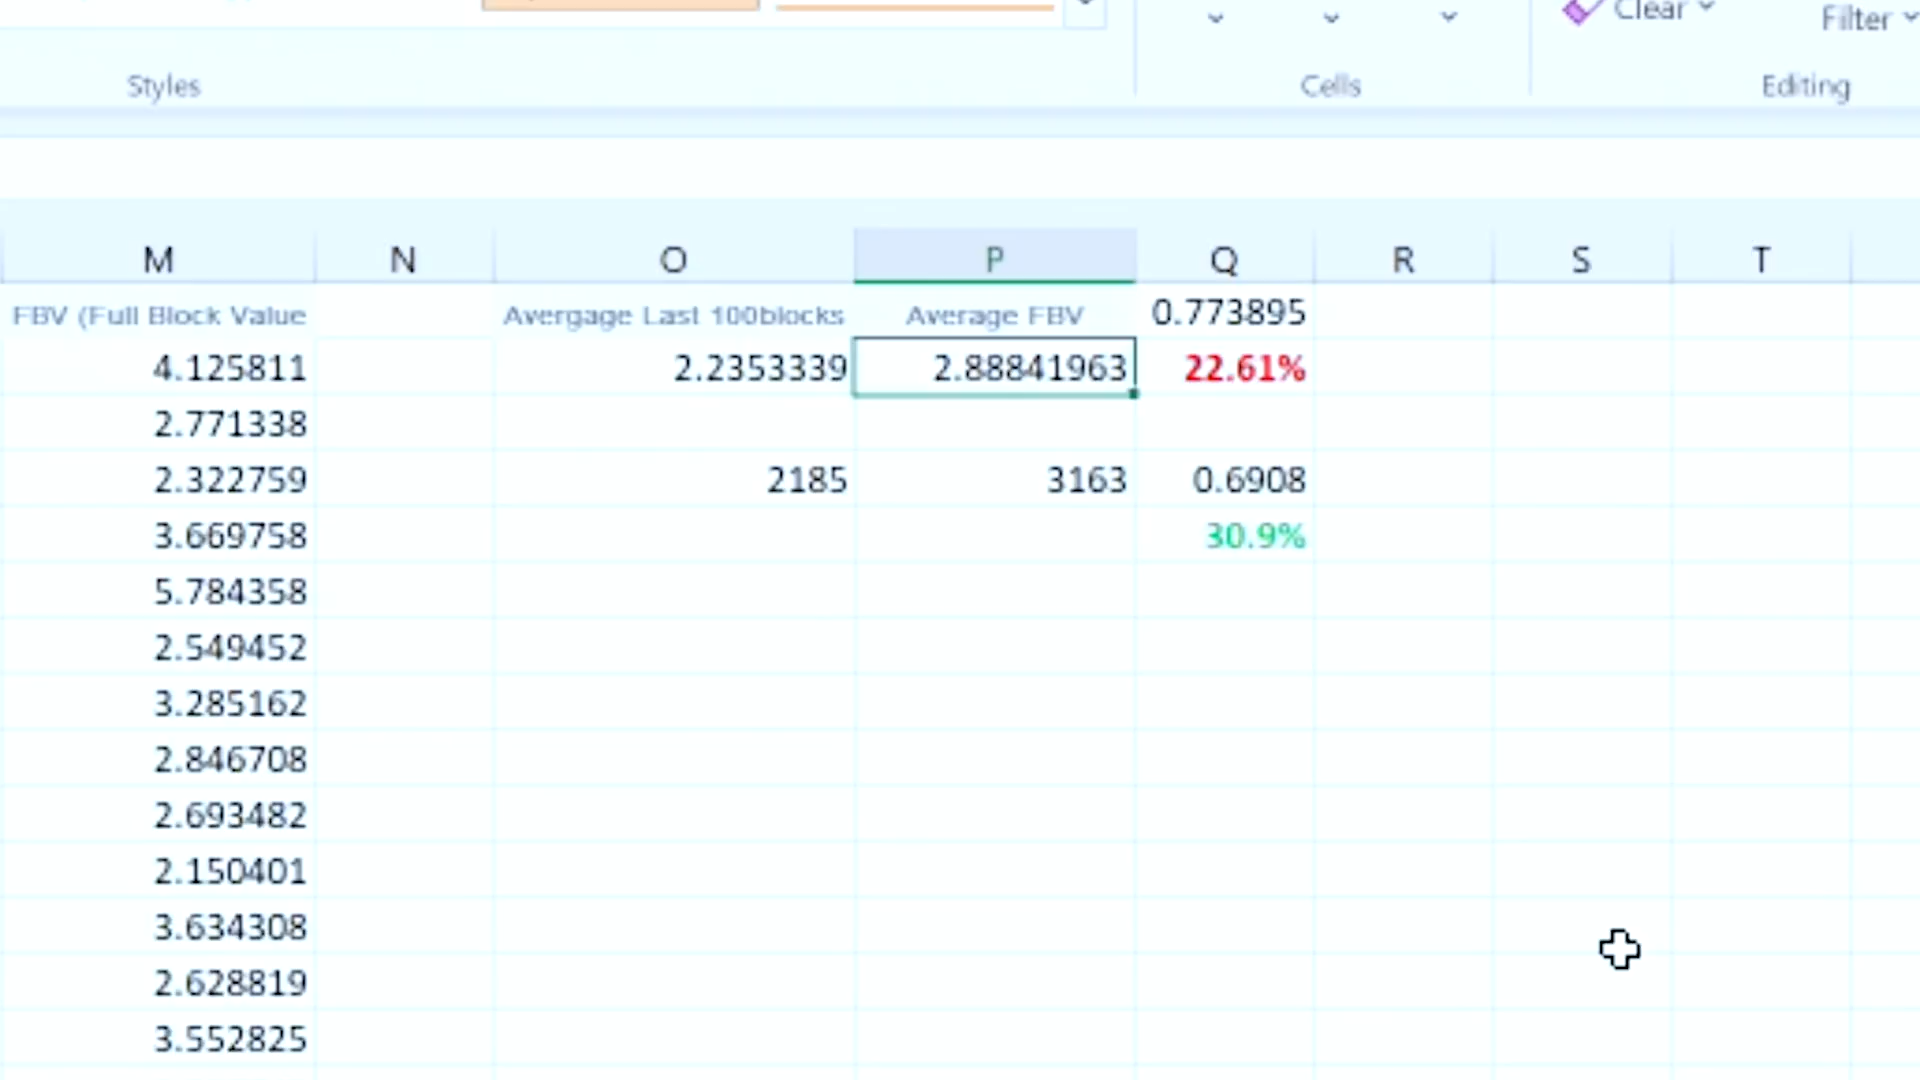 Clear
Filter
Styles Cells Editing
M N O P Q R S T
FBV (Full Block Value Avergage Last 100blocks Average FBV 0.773895
4.125811 2.2353339 2.88841963 22.61%
2.771338
2.322759 2185 3163 0.6908
3.669758 30.9%
5.784358
2.549452
3.285162
2.846708
2.693482
2.150401
3.634308
2.628819
3.552825